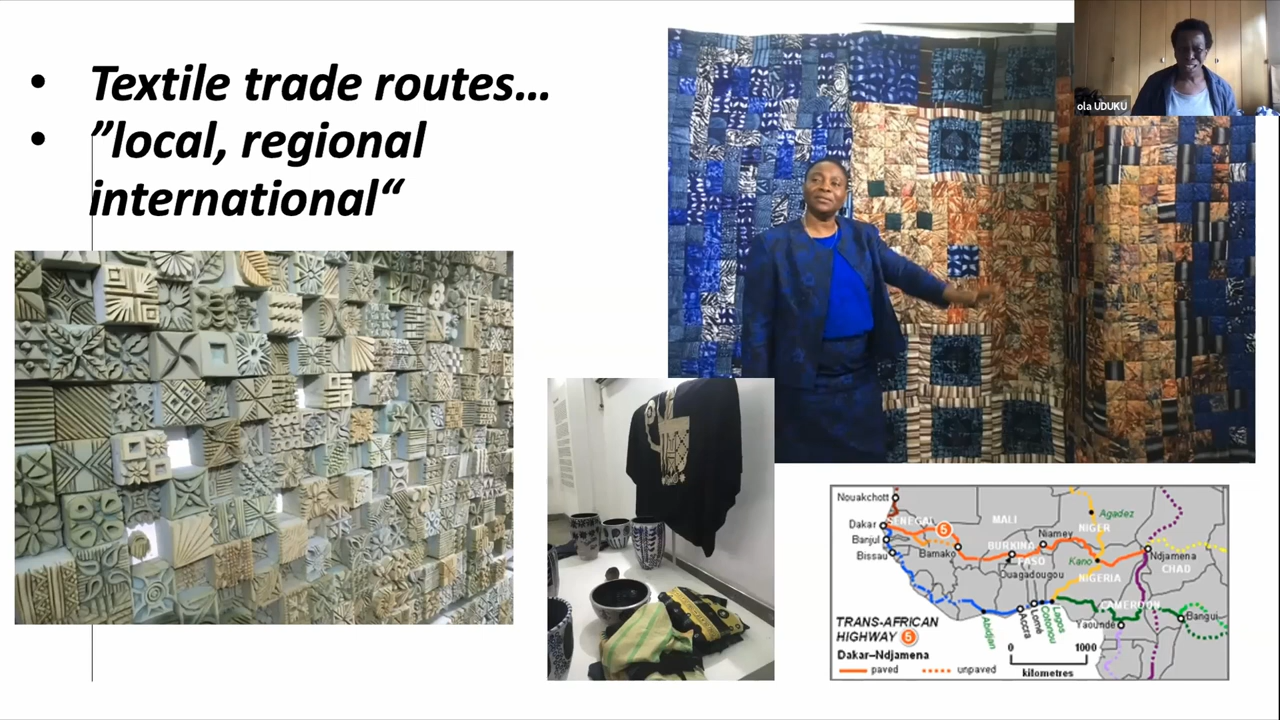 • Textile trade routes…
• ”local, regional
international“
ola UDUKU
Nouakchott
Dakar
SENEGAL
5
MALI
Agadez
NIGER
Banjul
Bissau
Bamako
BURKINA
FASO
Niamey
Ouagadougou
Kano
NIGERIA
Ndjamena
CHAD
CAMEROON
Yaoundé
Bangui
Abidjan
Accra
Lomé
Cotonou
Lagos
TRANS-AFRICAN
HIGHWAY 5
Dakar–Ndjamena
paved unpaved
0 1000
kilometres